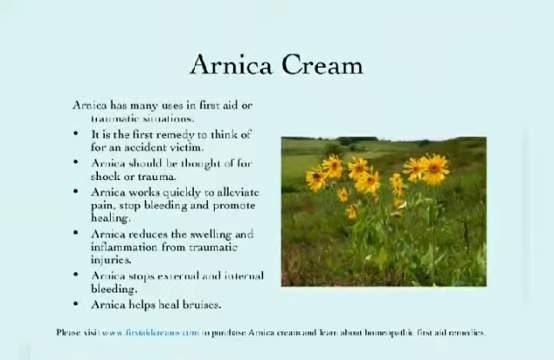 Arnica Cream
Arnica has many uses in first aid or
traumatic situations.
• It is the first remedy to think of
for an accident victim.
• Arnica should be thought of for
shock or trauma.
• Arnica works quickly to alleviate
pain, stop bleeding and promote
healing.
• Arnica reduces the swelling and
inflammation from traumatic
injuries.
• Arnica stops external and internal
bleeding.
• Arnica helps heal bruises.
Please visit www.firstaidcreams.com to purchase Arnica cream and learn about homeopathic first aid remedies.